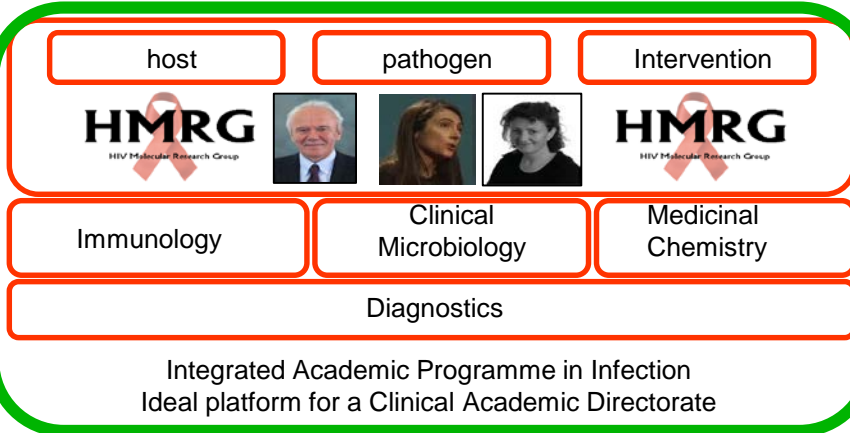 host
pathogen
Intervention
HMRG
HIV Molecular Research Group
HMRG
HIV Molecular Research Group
Immunology
Clinical
Microbiology
Medicinal
Chemistry
Diagnostics
Integrated Academic Programme in Infection
Ideal platform for a Clinical Academic Directorate